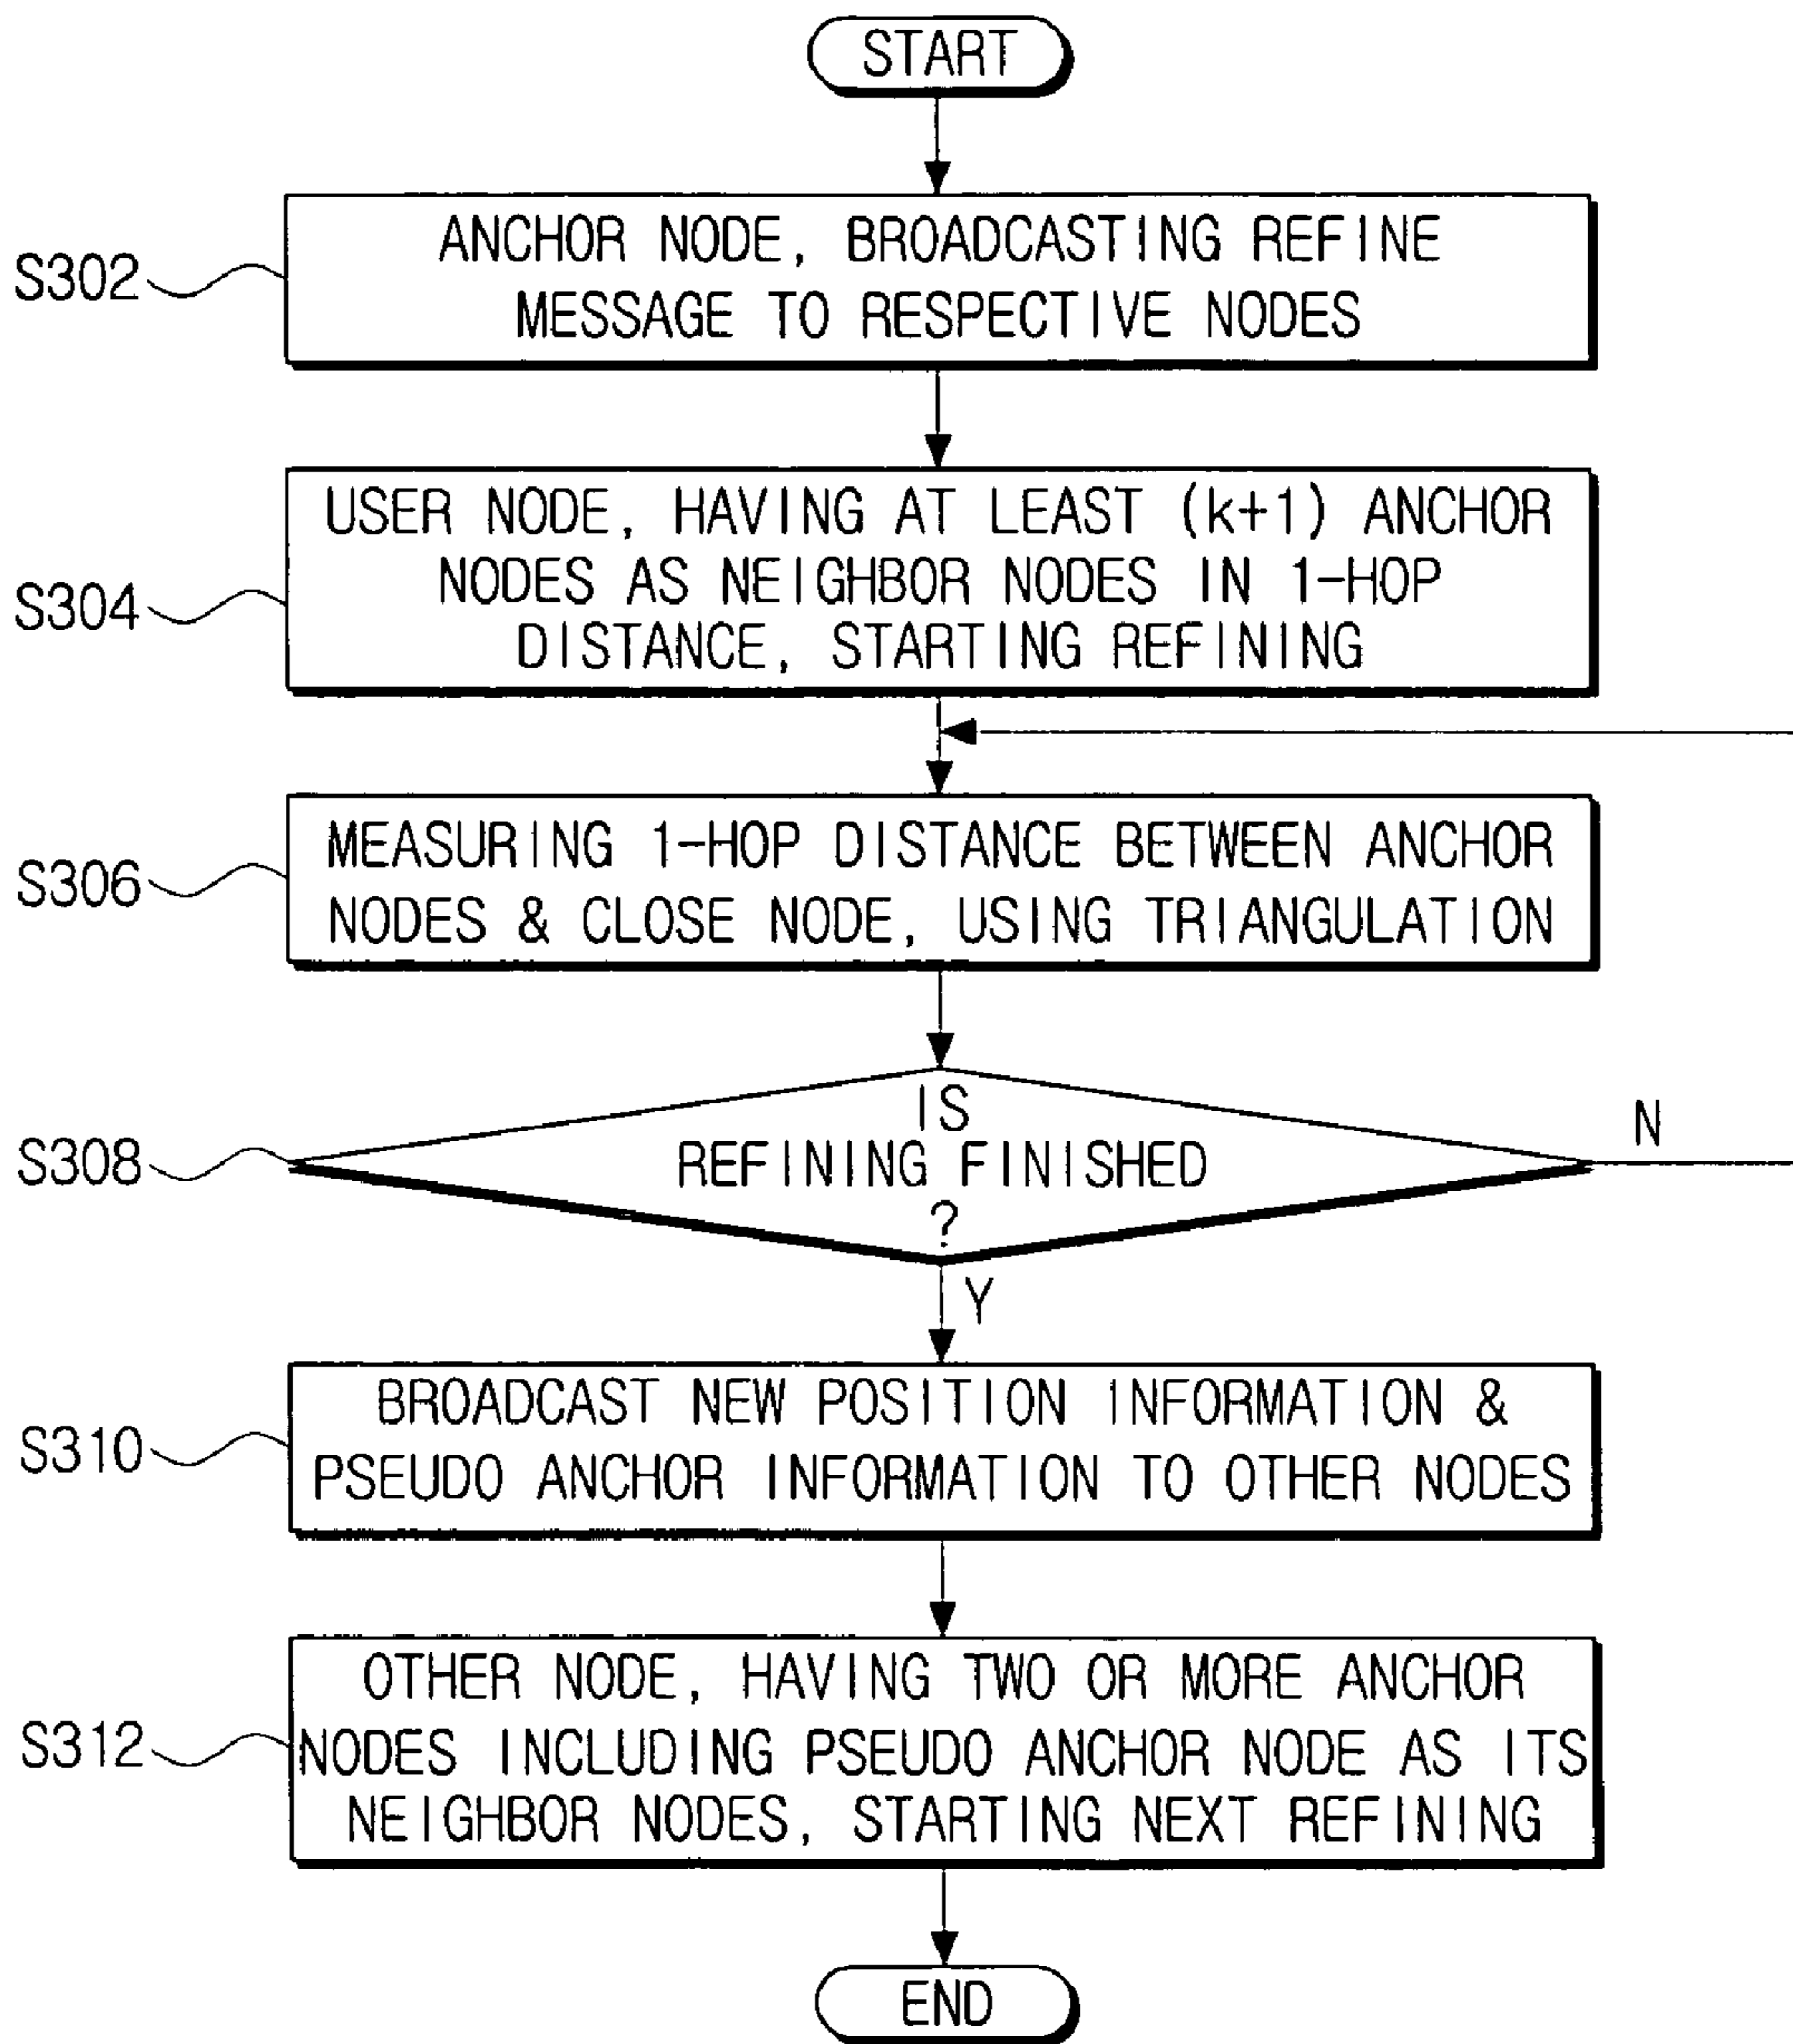 START
S302
ANCHOR NODE, BROADCASTING REFINE
MESSAGE TO RESPECTIVE NODES
S304
USER NODE, HAVING AT LEAST (k+1) ANCHOR
NODES AS NEIGHBOR NODES IN 1-HOP
DISTANCE, STARTING REFINING
S306
MEASURING 1-HOP DISTANCE BETWEEN ANCHOR
NODES & CLOSE NODE, USING TRIANGULATION
S308
IS
REFINING FINISHED
?
N
Y
S310
BROADCAST NEW POSITION INFORMATION &
PSEUDO ANCHOR INFORMATION TO OTHER NODES
S312
OTHER NODE, HAVING TWO OR MORE ANCHOR
NODES INCLUDING PSEUDO ANCHOR NODE AS ITS
NEIGHBOR NODES, STARTING NEXT REFINING
END